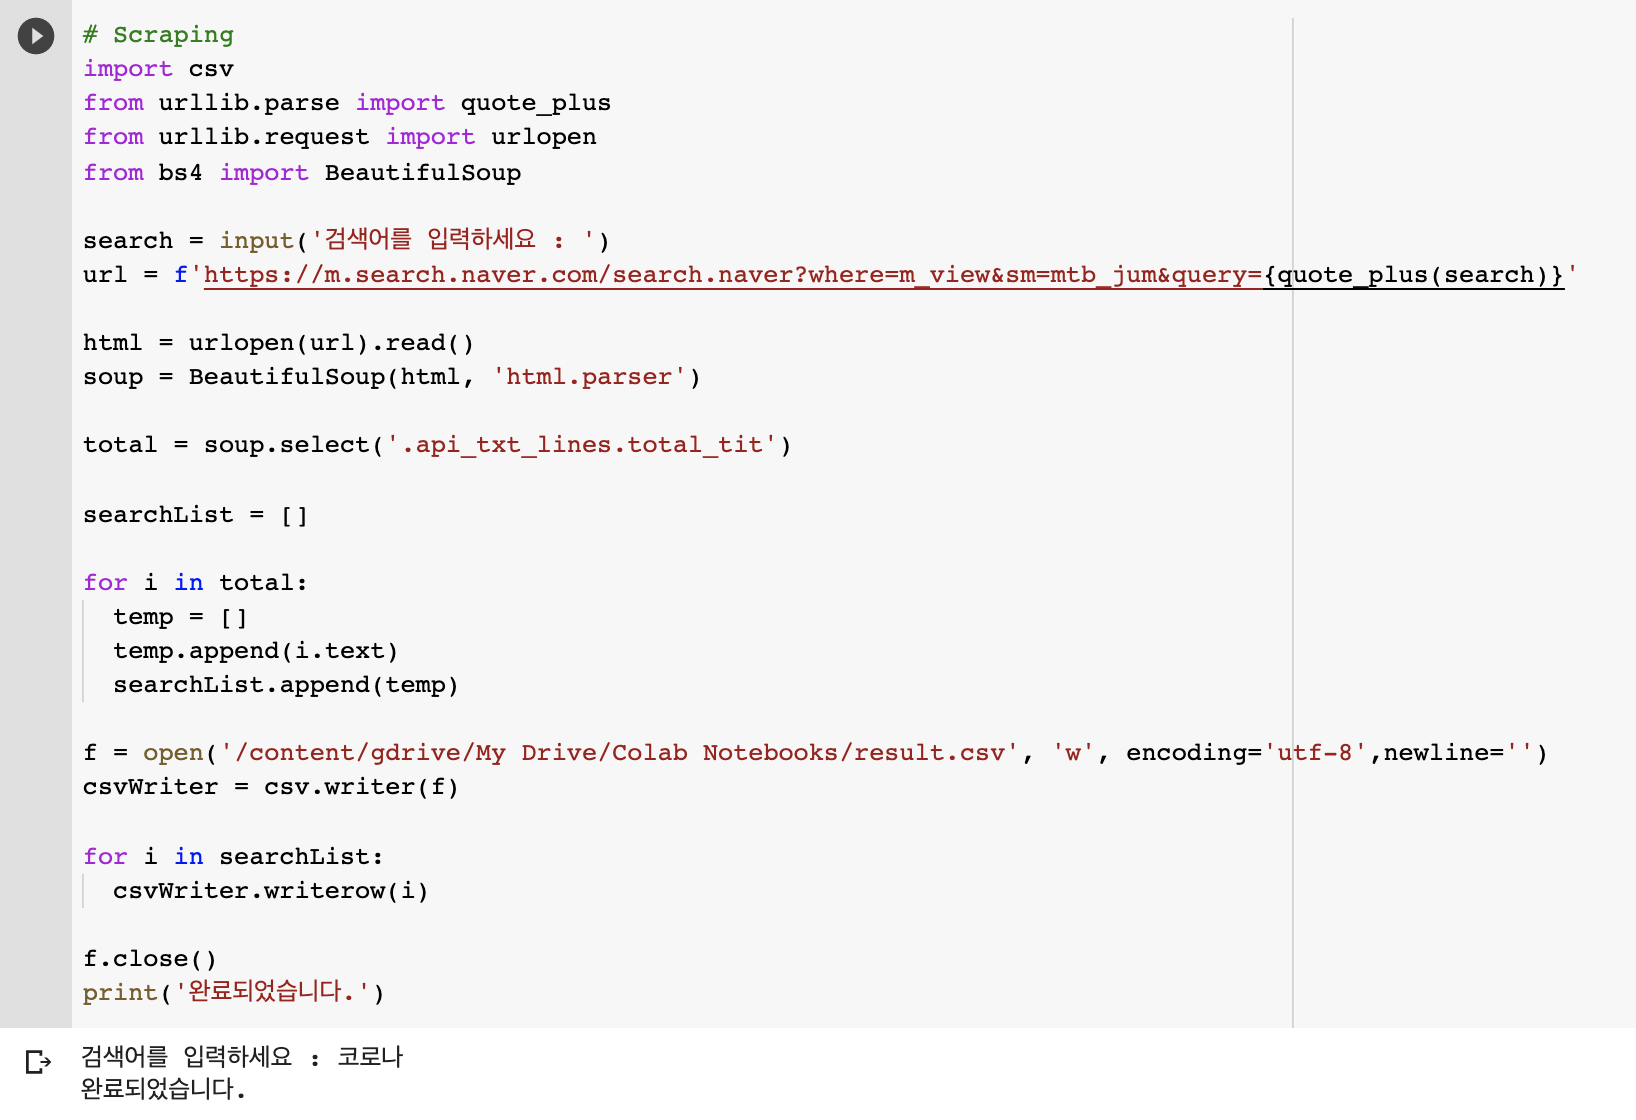 # Scraping
import csv
from urllib.parse import quote_plus
from urllib.request import urlopen
from bs4 import BeautifulSoup
search = input('검색어를 입력하세요 : ')
url = f'https://m.search.naver.com/search.naver?where=m_view&sm=mtb_jum&query={quote_plus(search)}'
html = urlopen(url).read()
soup = BeautifulSoup(html, 'html.parser')
total = soup.select('.api_txt_lines.total_tit')
searchList = []
for i in total:
  temp = []
  temp.append(i.text)
  searchList.append(temp)
f = open('/content/gdrive/My Drive/Colab Notebooks/result.csv', 'w', encoding='utf-8',newline='')
csvWriter = csv.writer(f)
for i in searchList:
  csvWriter.writerow(i)
f.close()
print('완료되었습니다.')
검색어를 입력하세요 : 코로나
완료되었습니다.